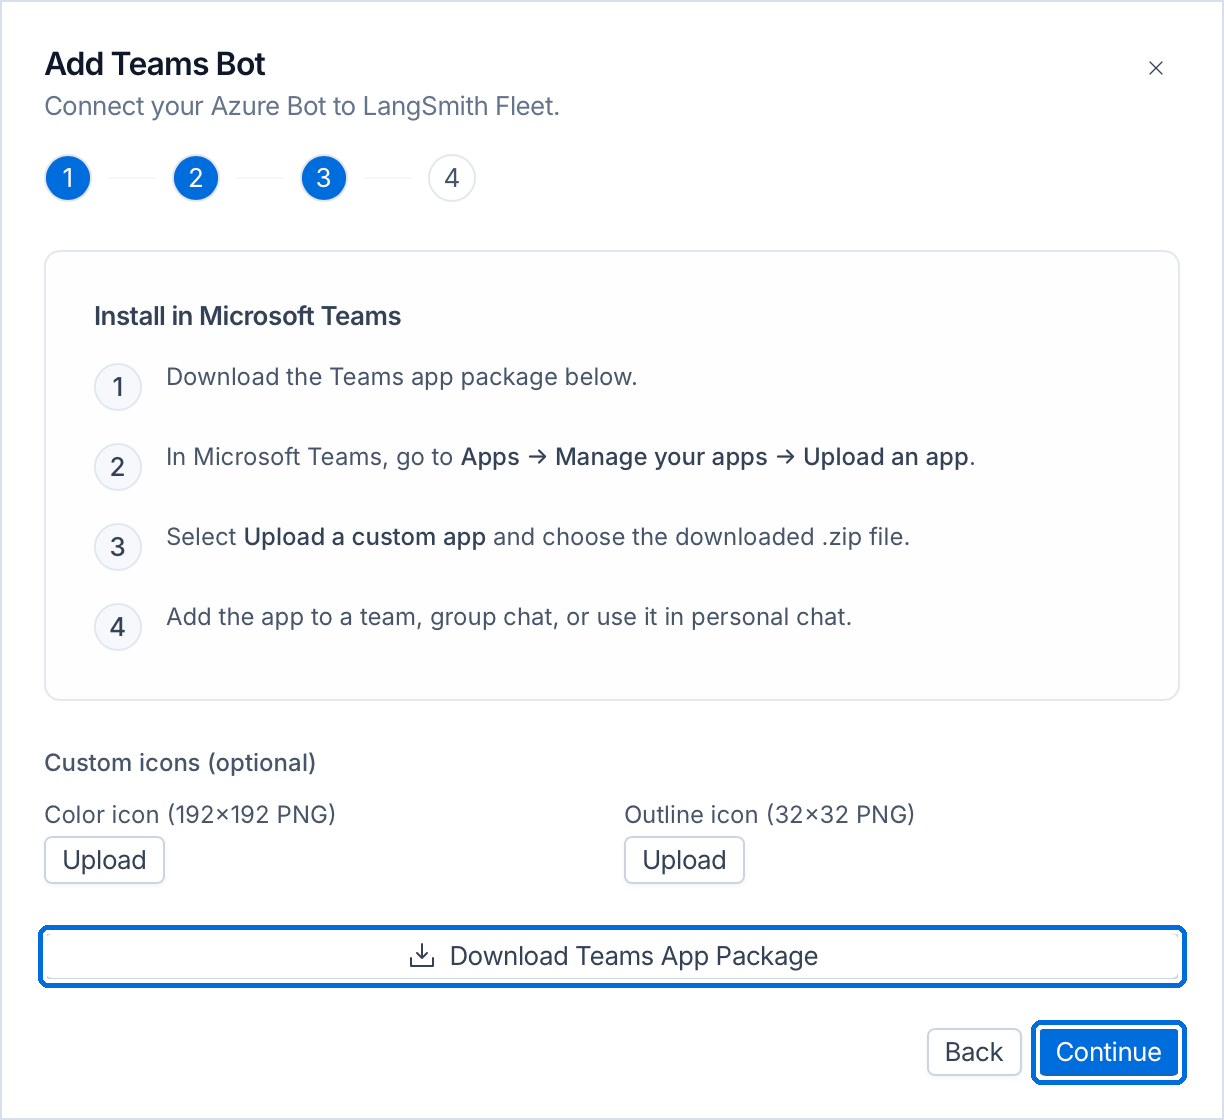 Add Teams Bot
Connect your Azure Bot to LangSmith Fleet.
1 2 3 4
Install in Microsoft Teams
1 Download the Teams app package below.
2 In Microsoft Teams, go to Apps → Manage your apps → Upload an app.
3 Select Upload a custom app and choose the downloaded .zip file.
4 Add the app to a team, group chat, or use it in personal chat.
Custom icons (optional)
Color icon (192×192 PNG) Outline icon (32×32 PNG)
Upload Upload
Download Teams App Package
Back Continue